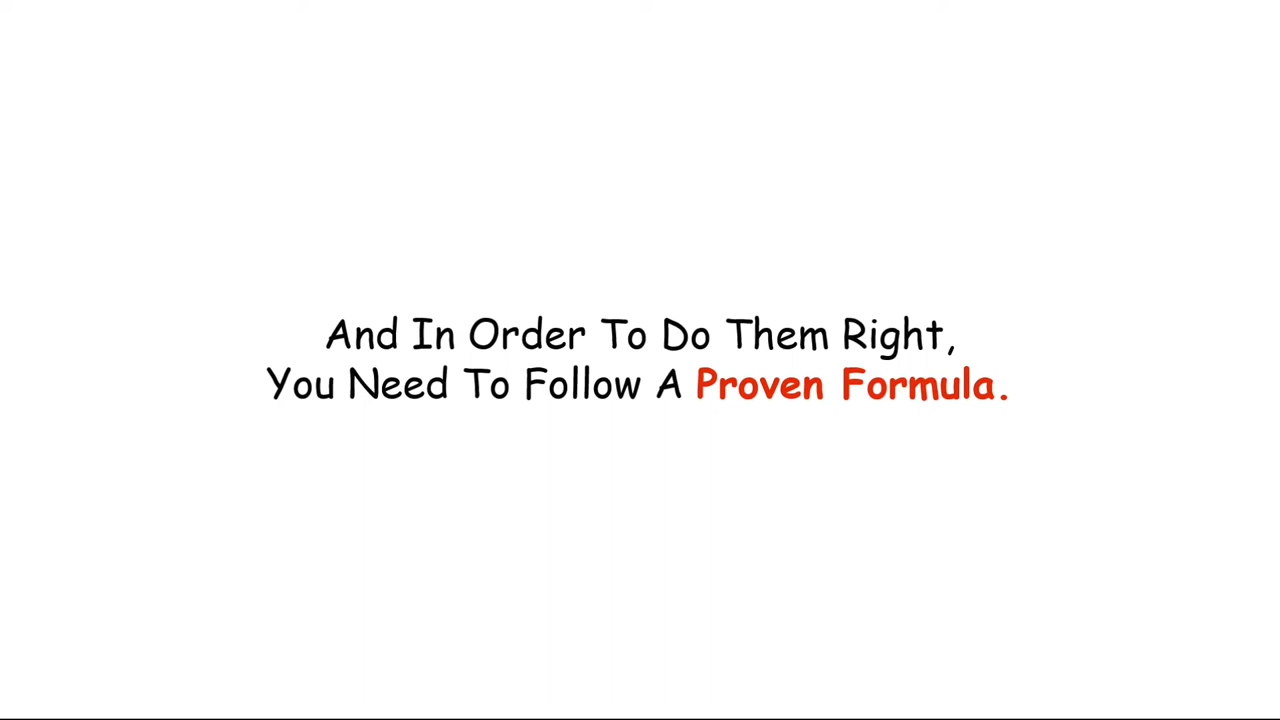 And In Order To Do Them Right,
You Need To Follow A Proven Formula.